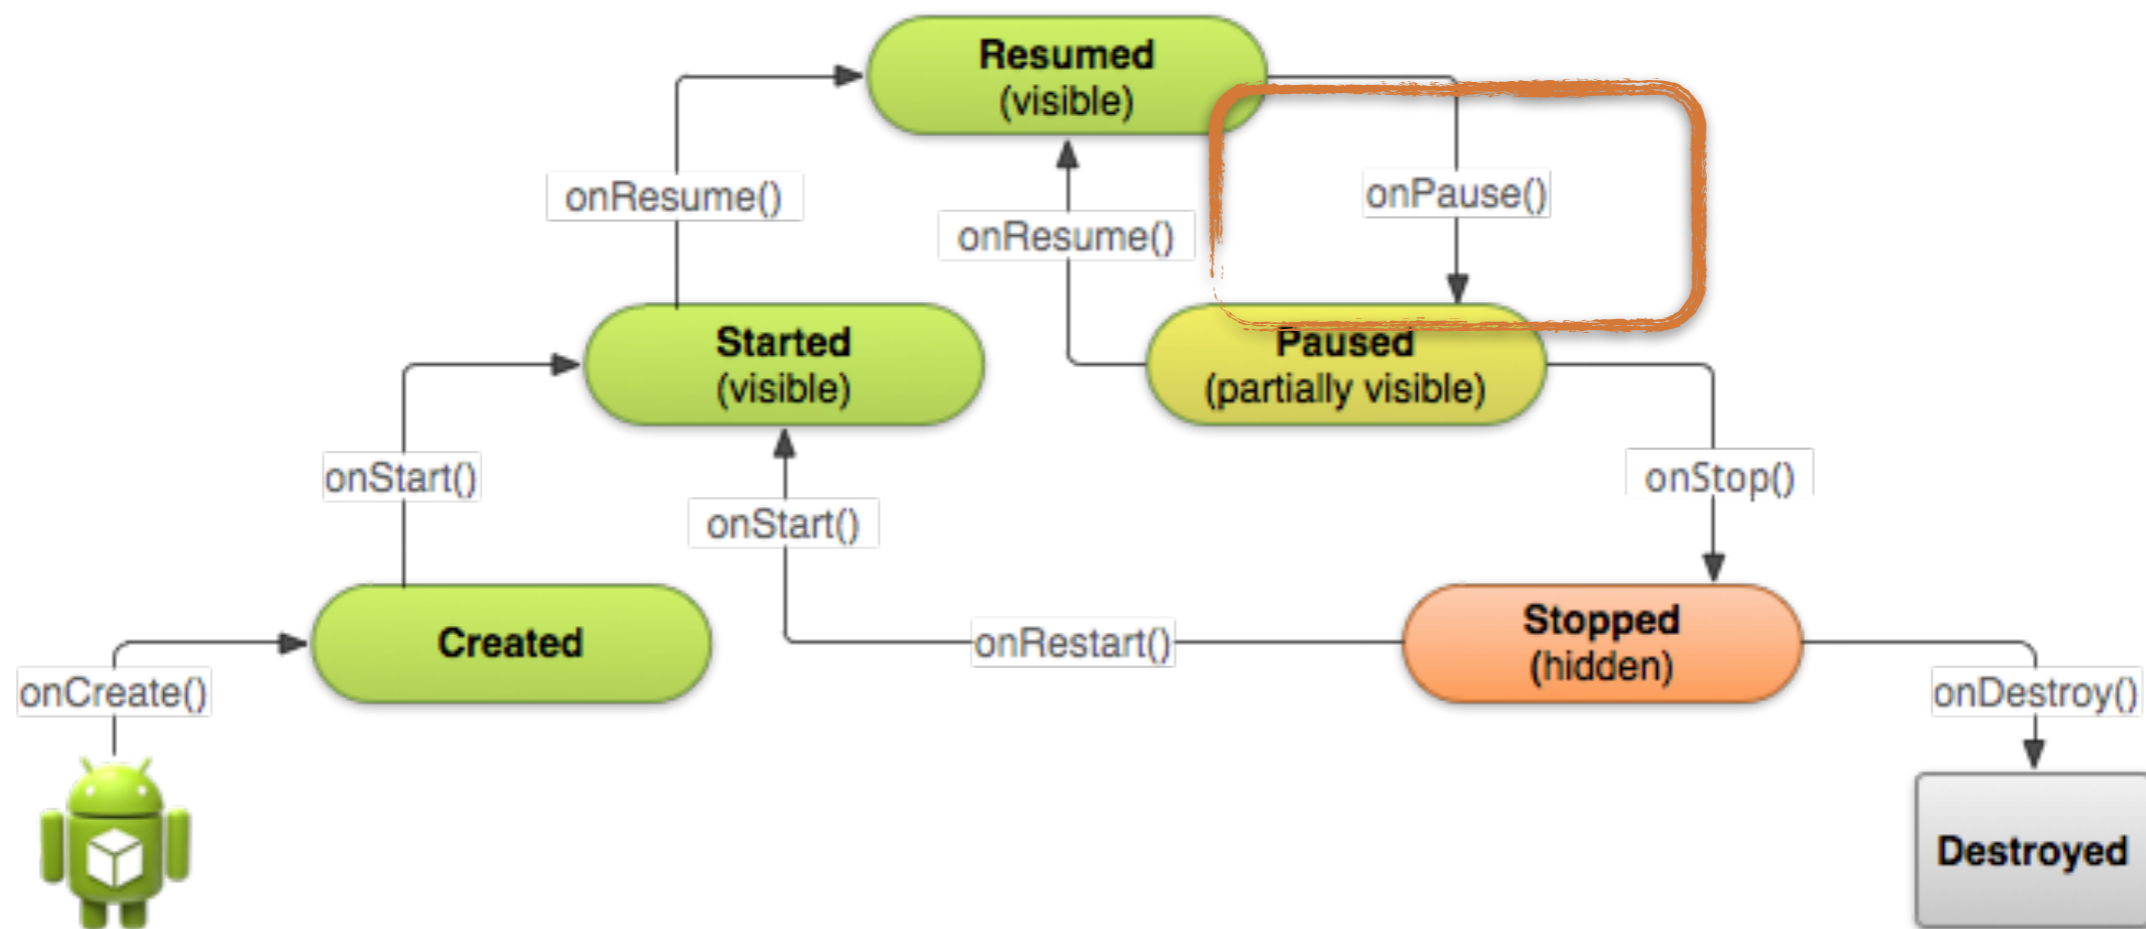 Resumed
(visible)
onResume()
onPause()
onResume()
Started
(visible)
Paused
(partially visible)
onStart()
onStop()
onStart()
Created
onRestart()
Stopped
(hidden)
onCreate()
onDestroy()
Destroyed